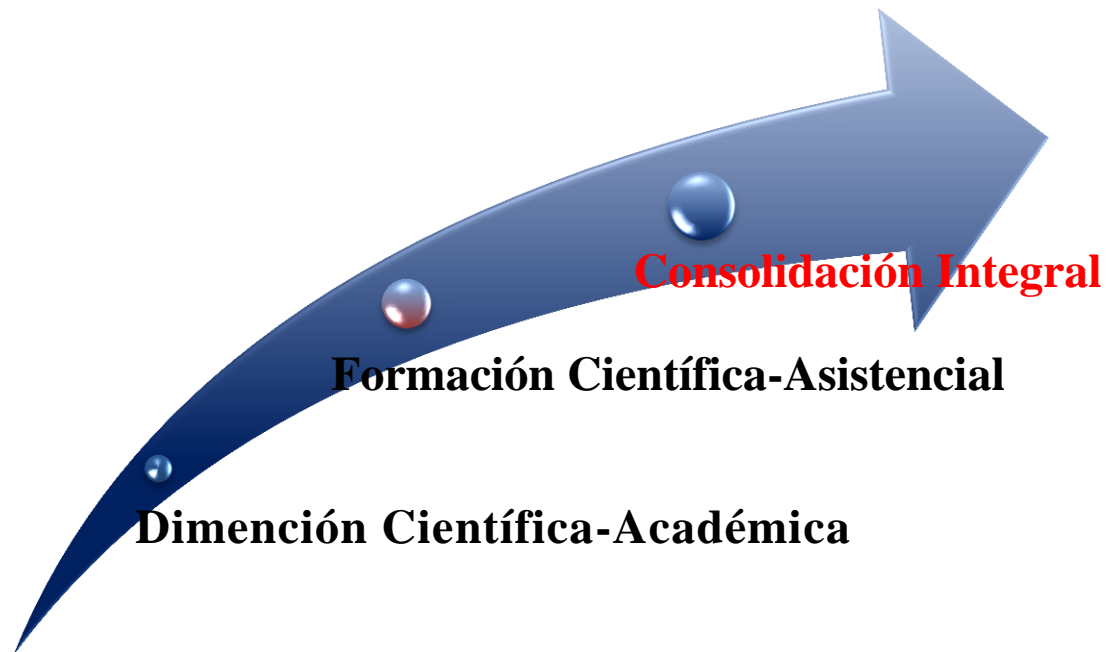 Consolidación Integral
Formación Científica-Asistencial
Dimención Científica-Académica